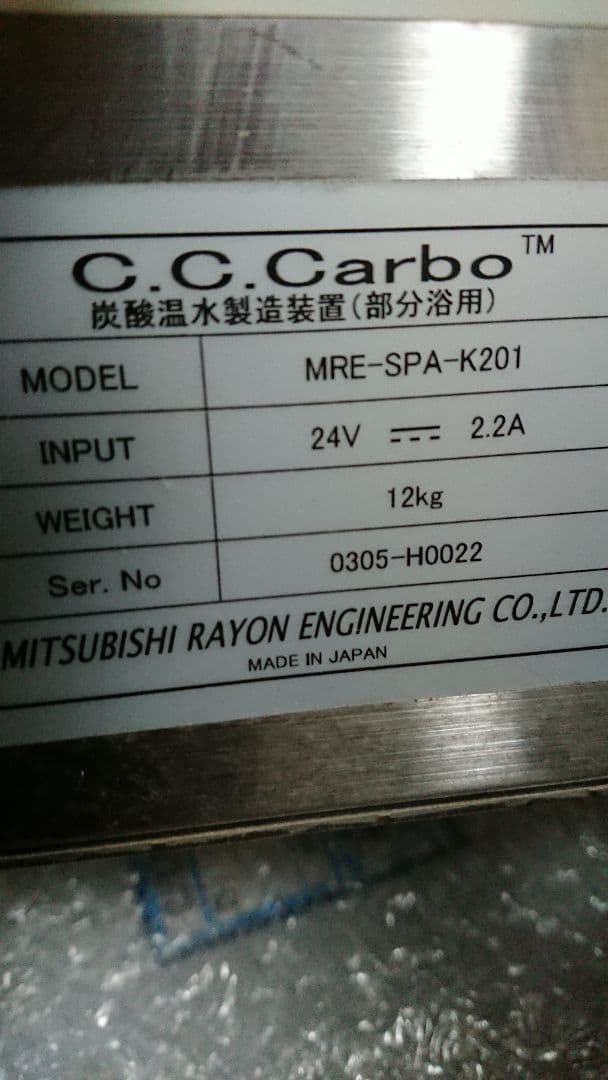 C.C.Carbo™
炭酸温水製造装置(部分浴用)
MODEL MRE-SPA-K201
INPUT 24V ⎓ 2.2A
WEIGHT 12kg
Ser. No 0305-H0022
MITSUBISHI RAYON ENGINEERING CO.,LTD.
MADE IN JAPAN